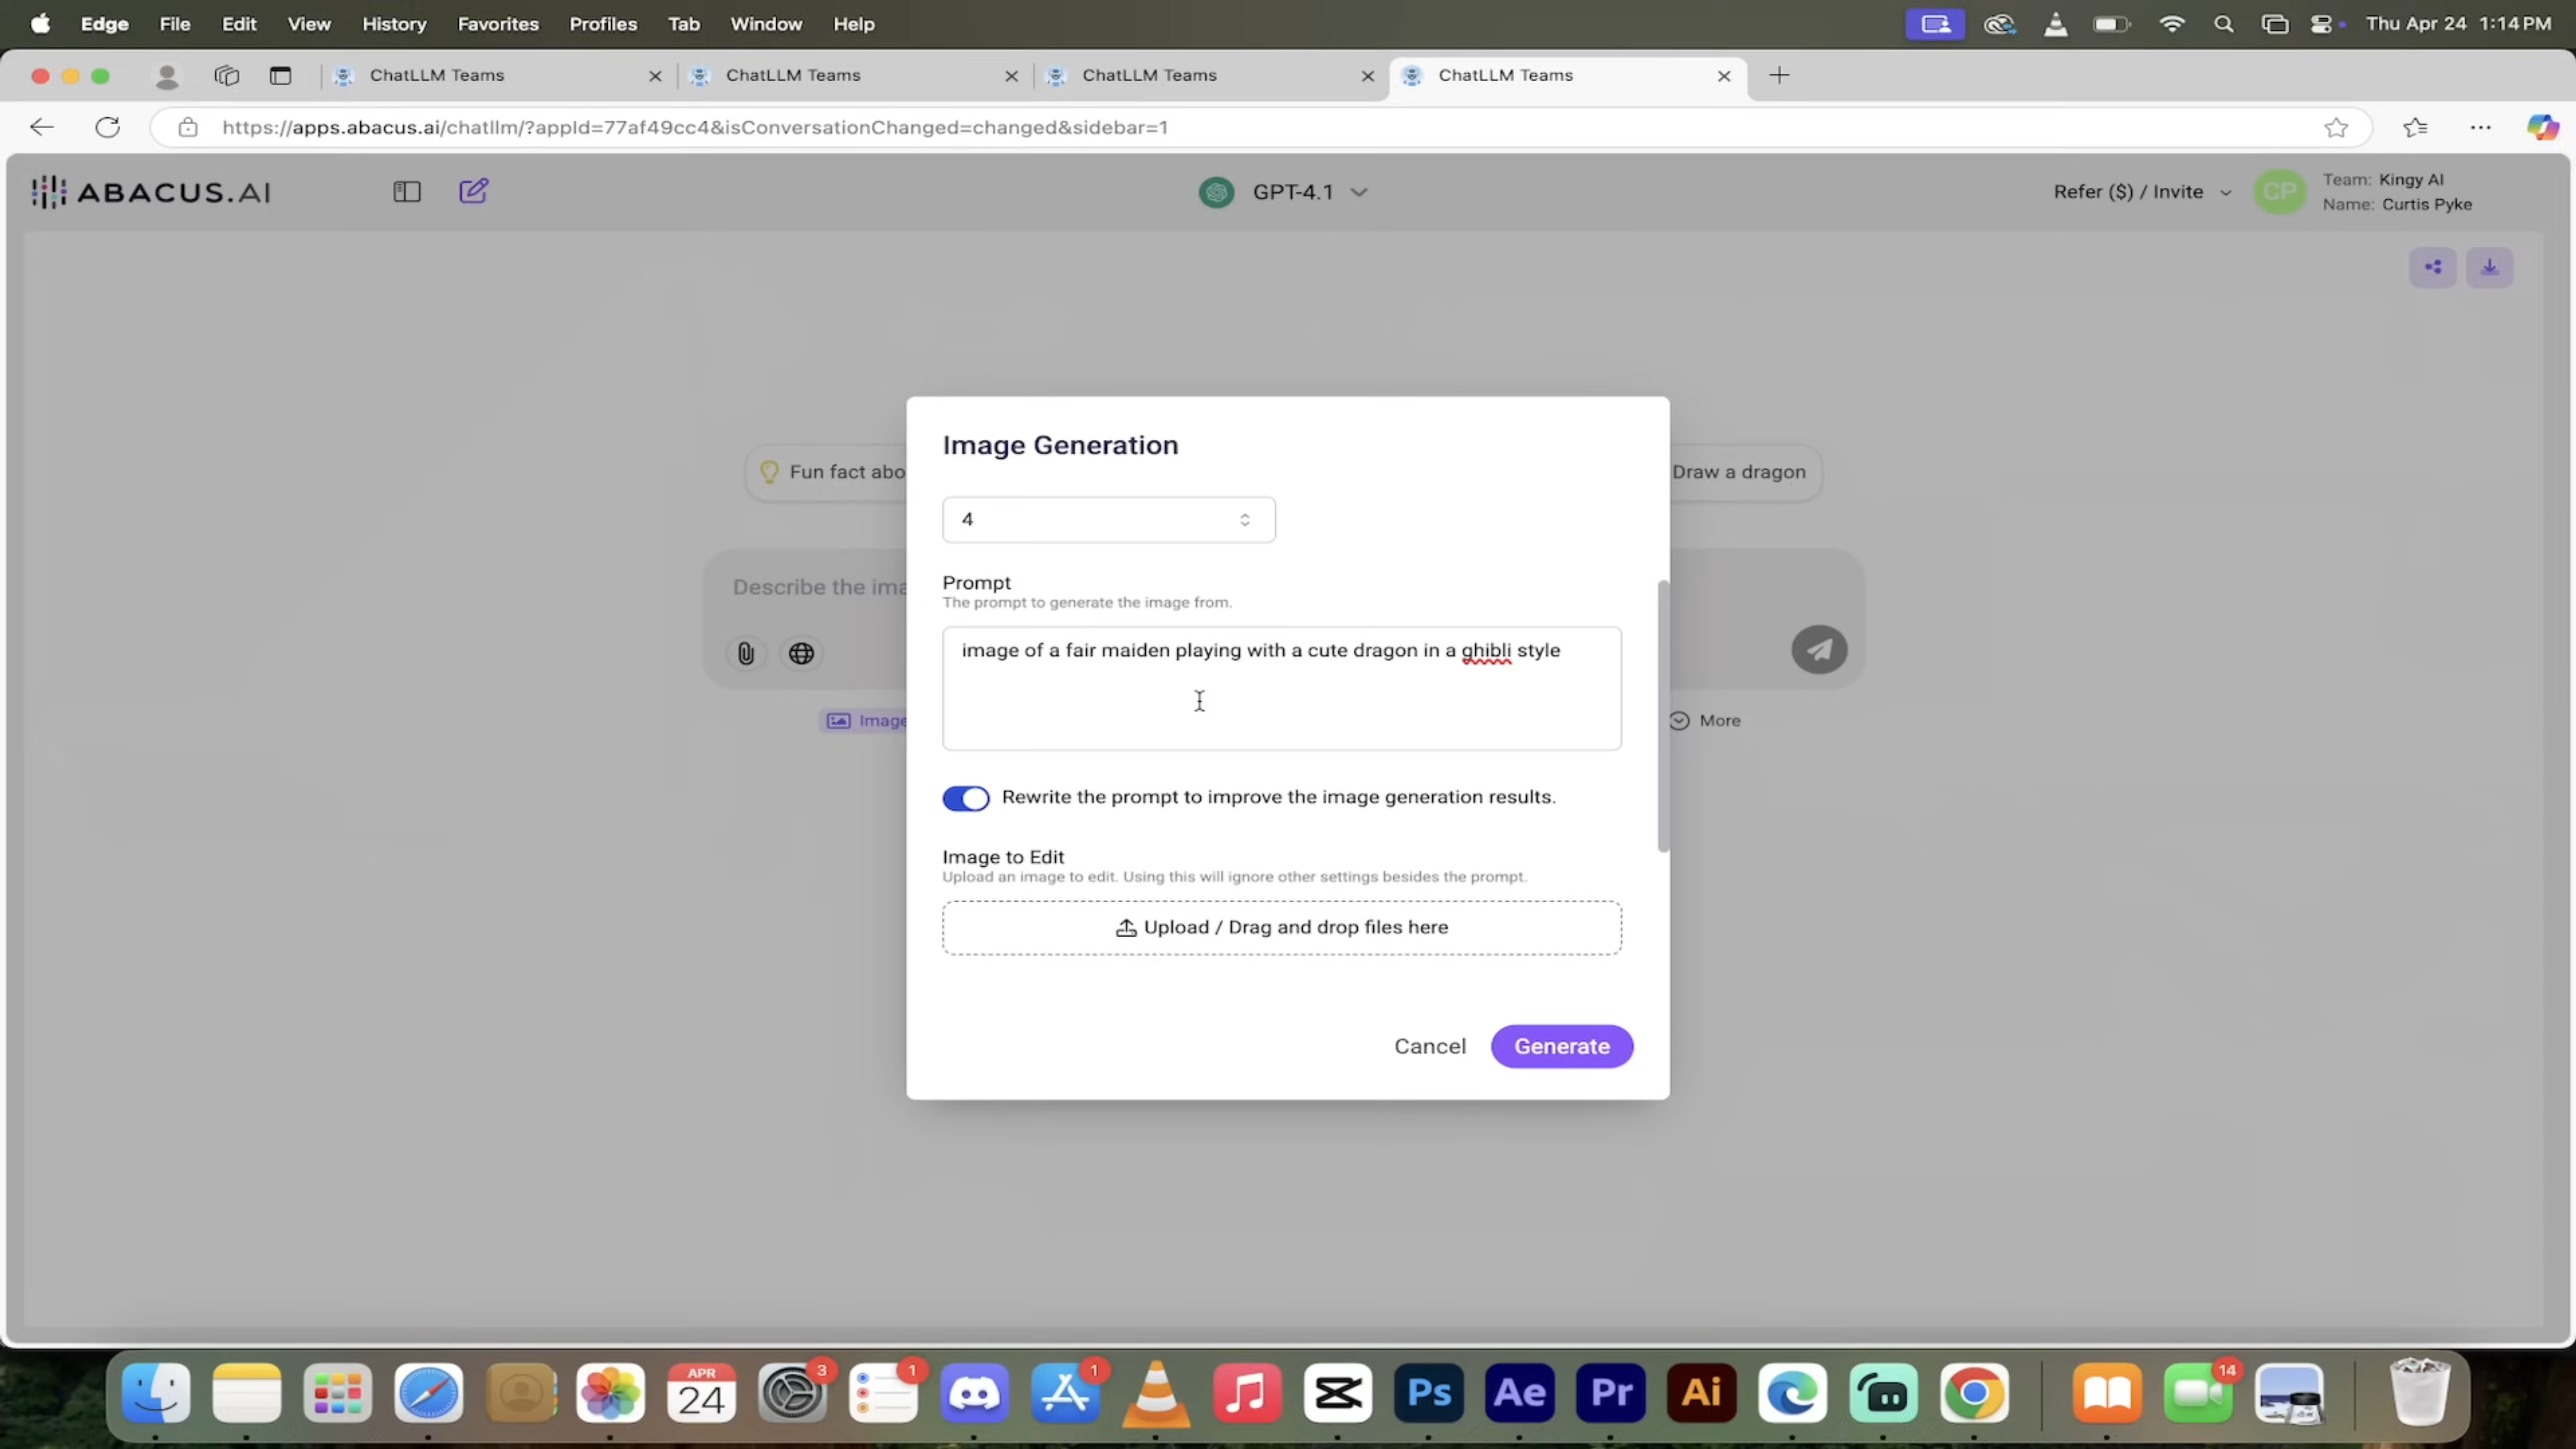 Edge File Edit View History Favorites Profiles Tab Window Help Thu Apr 24 1:14 PM
ChatLLM Teams ChatLLM Teams ChatLLM Teams ChatLLM Teams
https://apps.abacus.ai/chatllm/?appId=77af49cc4&isConversationChanged=changed&sidebar=1
ABACUS.AI GPT-4.1 Refer ($) / Invite CP Team: Kingy AI
Name: Curtis Pyke
Image Generation
Fun fact abo Draw a dragon
4
Describe the ima
Prompt
The prompt to generate the image from.
image of a fair maiden playing with a cute dragon in a ghibli style
Image More
Rewrite the prompt to improve the image generation results.
Image to Edit
Upload an image to edit. Using this will ignore other settings besides the prompt.
Upload / Drag and drop files here
Cancel Generate
APR 3 1 1 14
24 Ps Ae Pr Ai